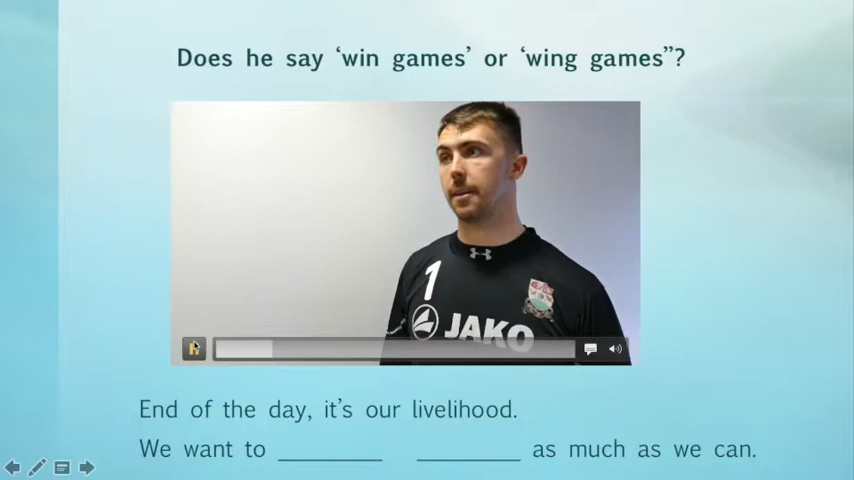 Does he say ‘win games’ or ‘wing games”?
1
JAKO
End of the day, it’s our livelihood.
We want to ________ ________ as much as we can.